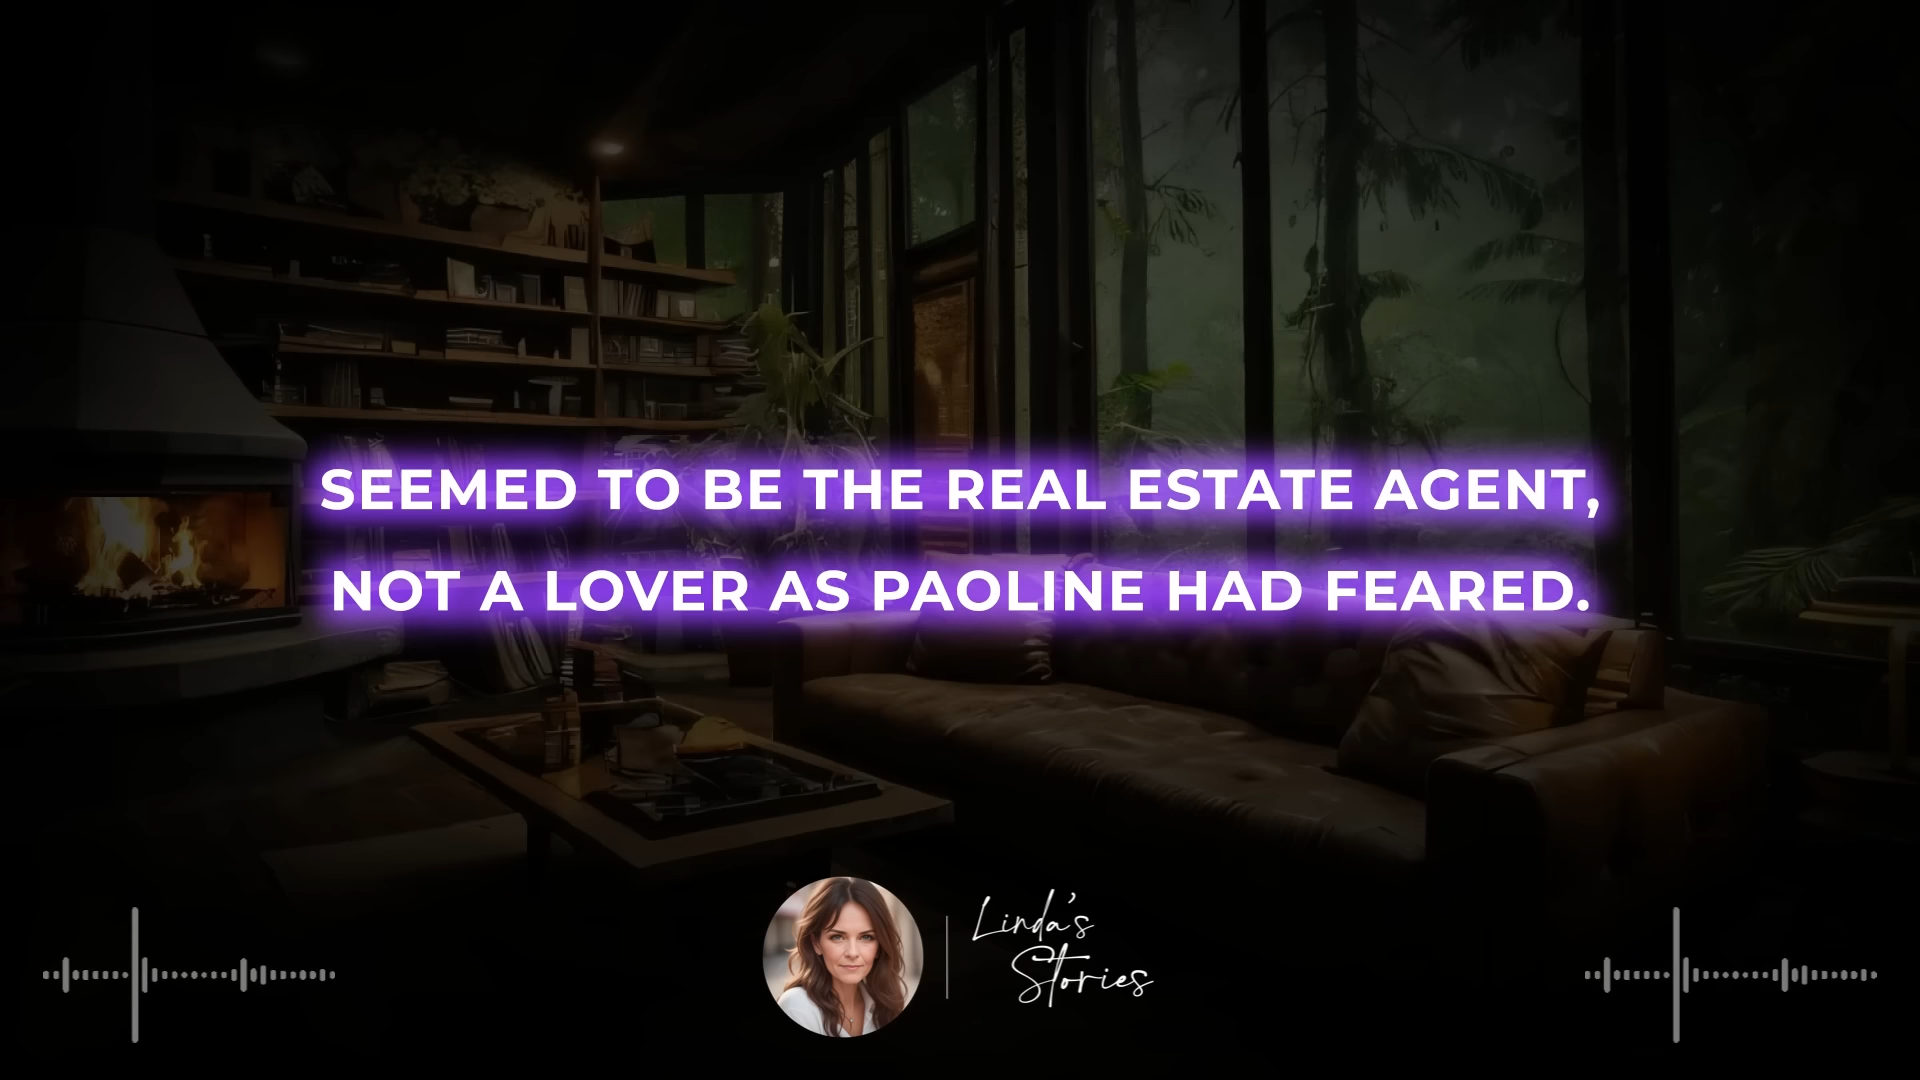 SEEMED TO BE THE REAL ESTATE AGENT,
NOT A LOVER AS PAOLINE HAD FEARED.
Linda's
Stories